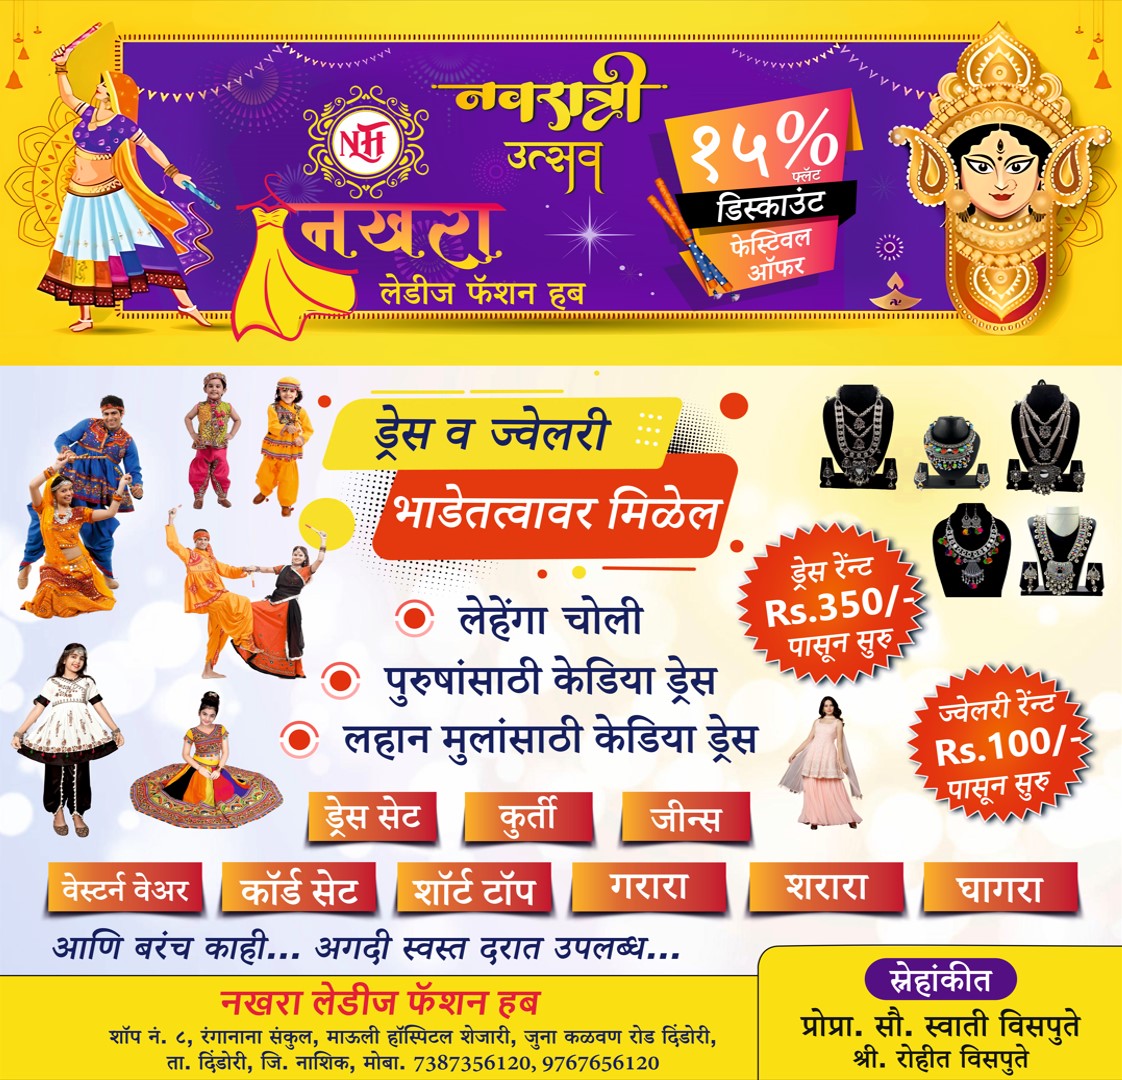 नवरात्री
उत्सव
NFH
नखरा
लेडीज फॅशन हब
१५%
फ्लॅट
डिस्काउंट
फेस्टिवल
ऑफर
ड्रेस व ज्वेलरी
भाडेतत्वावर मिळेल
लेहेंगा चोली
पुरुषांसाठी केडिया ड्रेस
लहान मुलांसाठी केडिया ड्रेस
ड्रेस रेंन्ट
Rs.350/-
पासून सुरु
ज्वेलरी रेंन्ट
Rs.100/-
पासून सुरु
ड्रेस सेट कुर्ती जीन्स
वेस्टर्न वेअर कॉर्ड सेट शॉर्ट टॉप गरारा शरारा घागरा
आणि बरंच काही... अगदी स्वस्त दरात उपलब्ध...
नखरा लेडीज फॅशन हब
शॉप नं. ८, रंगानाना संकुल, माऊली हॉस्पिटल शेजारी, जुना कळवण रोड दिंडोरी,
ता. दिंडोरी, जि. नाशिक, मोबा. 7387356120, 9767656120
स्नेहांकीत
प्रोप्रा. सौ. स्वाती विसपुते
श्री. रोहीत विसपुते